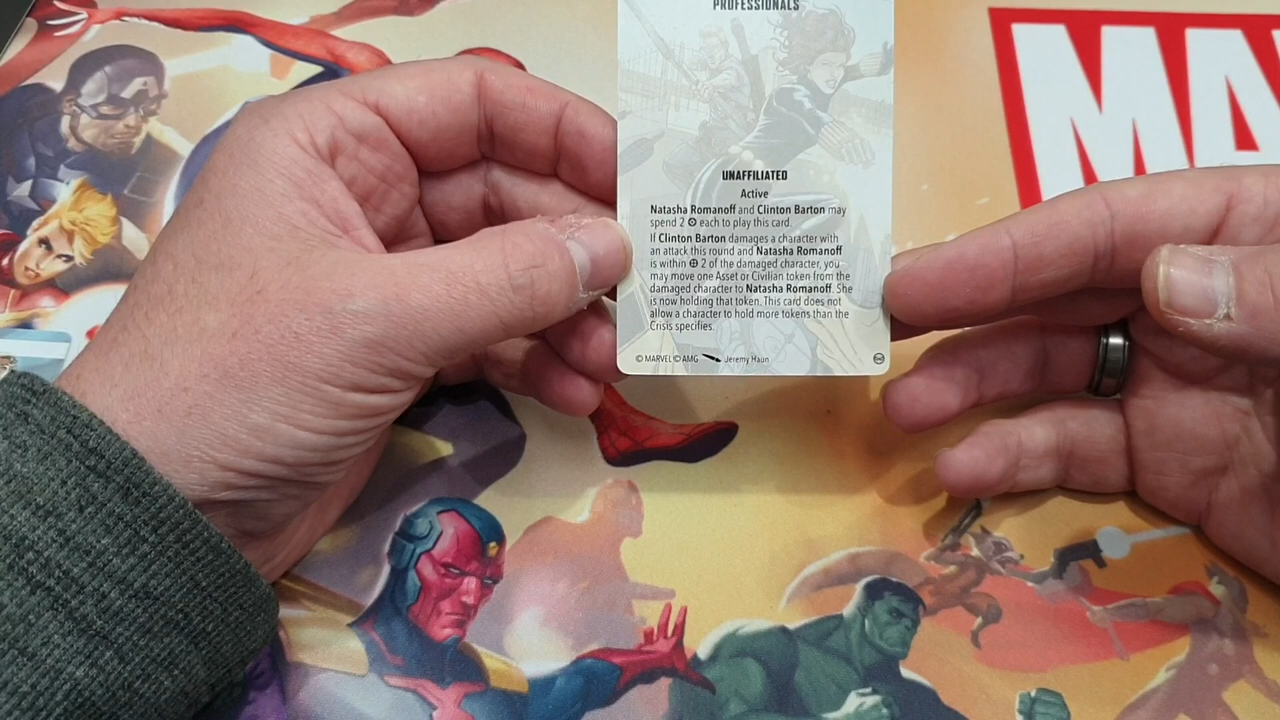 PROFESSIONALS
MA
UNAFFILIATED
Active
Natasha Romanoff and Clinton Barton may
spend 2 each to play this card.
If Clinton Barton damages a character with
an attack this round and Natasha Romanoff
is within 2 of the damaged character, you
may move one Asset or Civilian token from the
damaged character to Natasha Romanoff. She
is now holding that token. This card does not
allow a character to hold more tokens than the
Crisis specifies.
© MARVEL © AMG Jeremy Haun